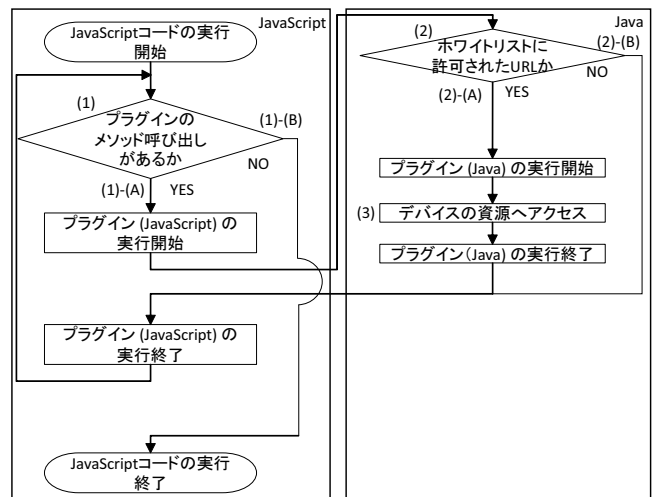 JavaScript
JavaScriptコードの実行
開始
(1)
プラグインの
メソッド呼び出し
があるか
(1)-(B)
NO
(1)-(A)
YES
プラグイン (JavaScript) の
実行開始
プラグイン (JavaScript) の
実行終了
JavaScriptコードの実行
終了
Java
(2)
ホワイトリストに
許可されたURLか
(2)-(B)
NO
(2)-(A)
YES
プラグイン (Java) の実行開始
(3)
デバイスの資源へアクセス
プラグイン(Java) の実行終了